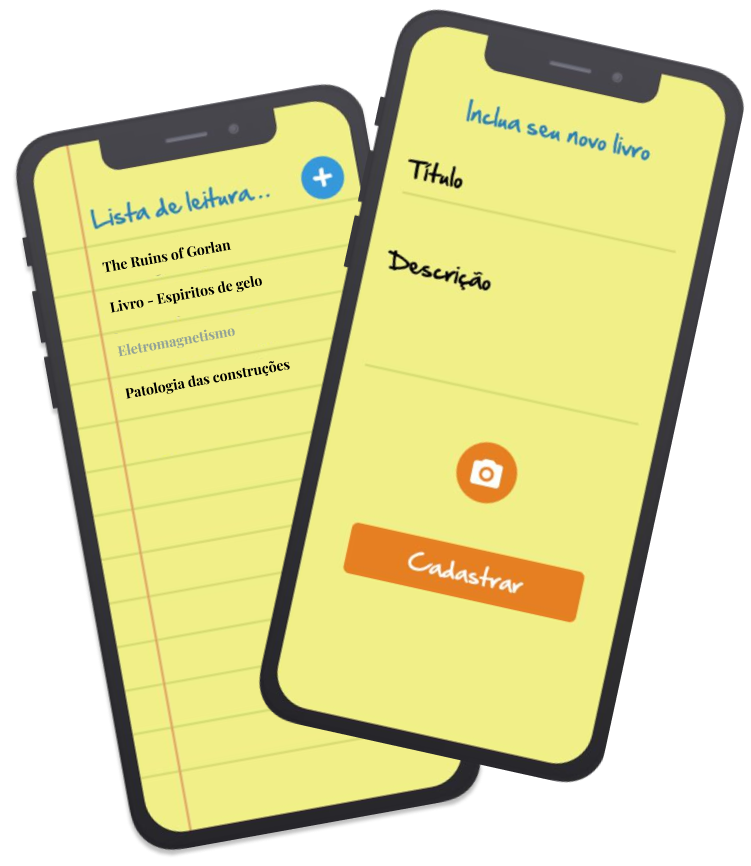 Lista de leitura...
The Ruins of Gorlan
Livro - Espiritos de gelo
Eletromagnetismo
Patologia das construções
Inclua seu novo livro
Título
Descrição
Cadastrar